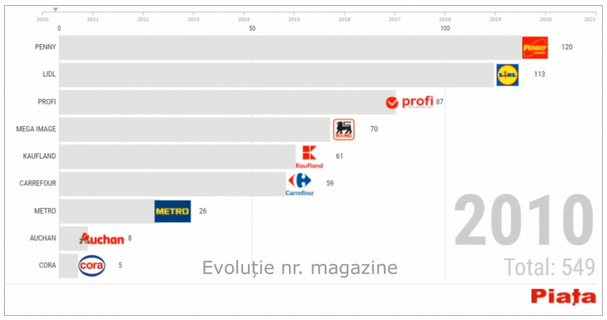 2010 2011 2012 2013 2014 2015 2016 2017 2018 2019 2020 2021
0 50 100
PENNY PENNY 120
LIDL LIDL 113
PROFI profi 87
MEGA IMAGE 70
KAUFLAND Kaufland 61
CARREFOUR Carrefour 59
METRO METRO 26
AUCHAN Auchan 8
CORA cora 5
2010
Evoluție nr. magazine
Total: 549
Piața